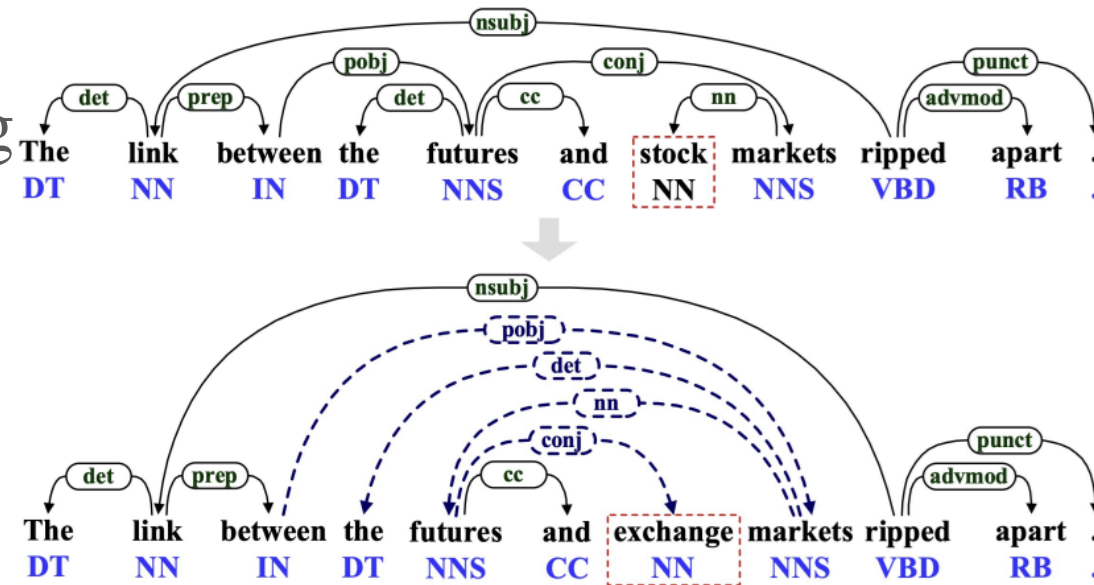 nsubj
pobj conj punct
det prep det cc nn advmod
g
The link between the futures and stock markets ripped apart .
DT NN IN DT NNS CC NN NNS VBD RB .
nsubj
pobj
det
nn
conj punct
det prep cc advmod
The link between the futures and exchange markets ripped apart .
DT NN IN DT NNS CC NN NNS VBD RB .